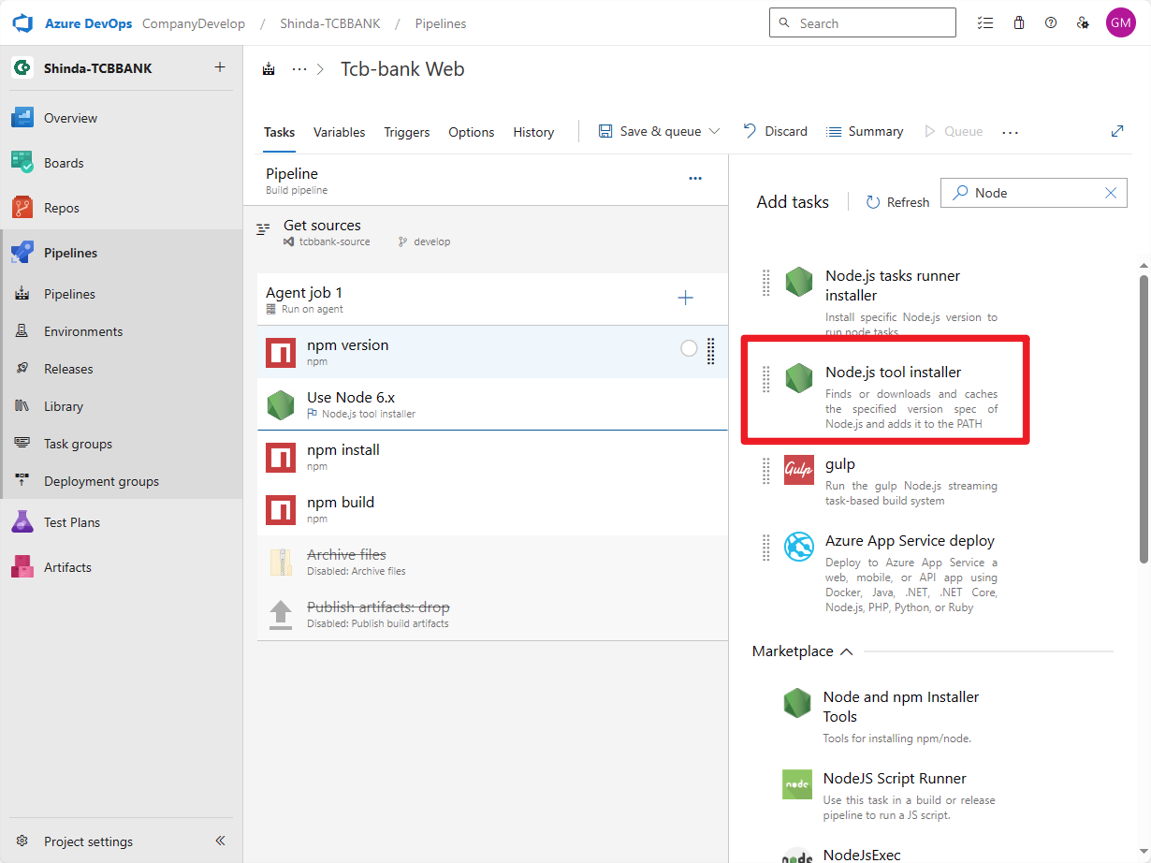 Azure DevOps CompanyDevelop / Shinda-TCBBANK / Pipelines
Search
GM
Shinda-TCBBANK
Overview
Boards
Repos
Pipelines
Pipelines
Environments
Releases
Library
Task groups
Deployment groups
Test Plans
Artifacts
Project settings
Tcb-bank Web
Tasks Variables Triggers Options History Save & queue Discard Summary Queue
Pipeline
Build pipeline
Get sources
tcbbank-source develop
Agent job 1
Run on agent
npm version
npm
Use Node 6.x
Node.js tool installer
npm install
npm
npm build
npm
Archive files
Disabled: Archive files
Publish artifacts: drop
Disabled: Publish build artifacts
Add tasks Refresh Node
Node.js tasks runner
installer
Install specific Node.js version to
run node tasks
Node.js tool installer
Finds or downloads and caches
the specified version spec of
Node.js and adds it to the PATH
Gulp
gulp
Run the gulp Node.js streaming
task-based build system
Azure App Service deploy
Deploy to Azure App Service a
web, mobile, or API app using
Docker, Java, .NET, .NET Core,
Node.js, PHP, Python, or Ruby
Marketplace
Node and npm Installer
Tools
Tools for installing npm/node.
node
NodeJS Script Runner
Use this task in a build or release
pipeline to run a JS script.
node
NodeJsExec